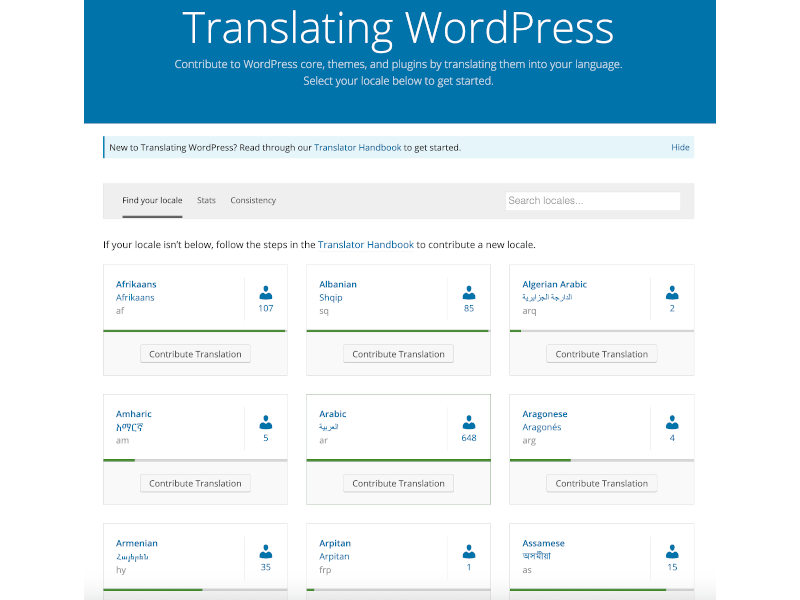 Translating WordPress
Contribute to WordPress core, themes, and plugins by translating them into your language.
Select your locale below to get started.
New to Translating WordPress? Read through our Translator Handbook to get started.
Hide
Find your locale
Stats
Consistency
Search locales...
If your locale isn't below, follow the steps in the Translator Handbook to contribute a new locale.
Afrikaans
Afrikaans
af
107
Contribute Translation
Albanian
Shqip
sq
85
Contribute Translation
Algerian Arabic
الدارجة الجزايرية
arq
2
Contribute Translation
Amharic
አማርኛ
am
5
Contribute Translation
Arabic
العربية
ar
648
Contribute Translation
Aragonese
Aragonés
arg
4
Contribute Translation
Armenian
Հայերեն
hy
35
Arpitan
Arpitan
frp
1
Assamese
অসমীয়া
as
15